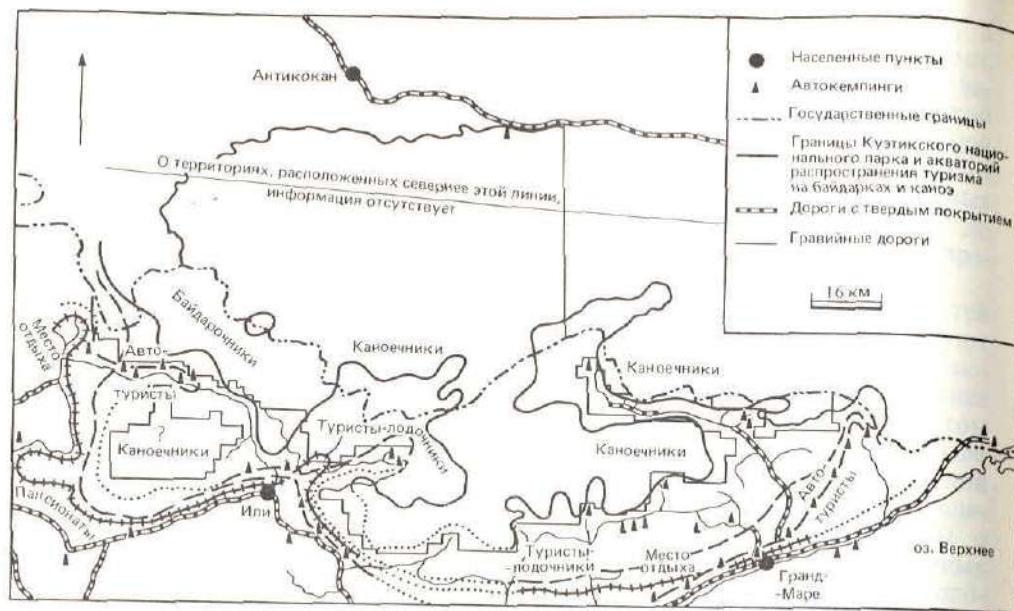 Антикокан
О территориях, расположенных севернее этой линии,
информация отсутствует
Населенные пункты
Автокемпинги
Государственные границы
Границы Куэтикского нацио-
нального парка и акваторий
распространения туризма
на байдарках и каноэ
Дороги с твердым покрытием
Гравийные дороги
16 км
Место
отдыха
Байдарочники
Авто-
туристы
?
Каноечники
Каноечники
Туристы-лодочники
Каноечники
Каноечники
Пансионаты
Или
Туристы-
-лодочники
Место
отдыха
Авто-
туристы
Гранд-
-Маре
оз. Верхнее